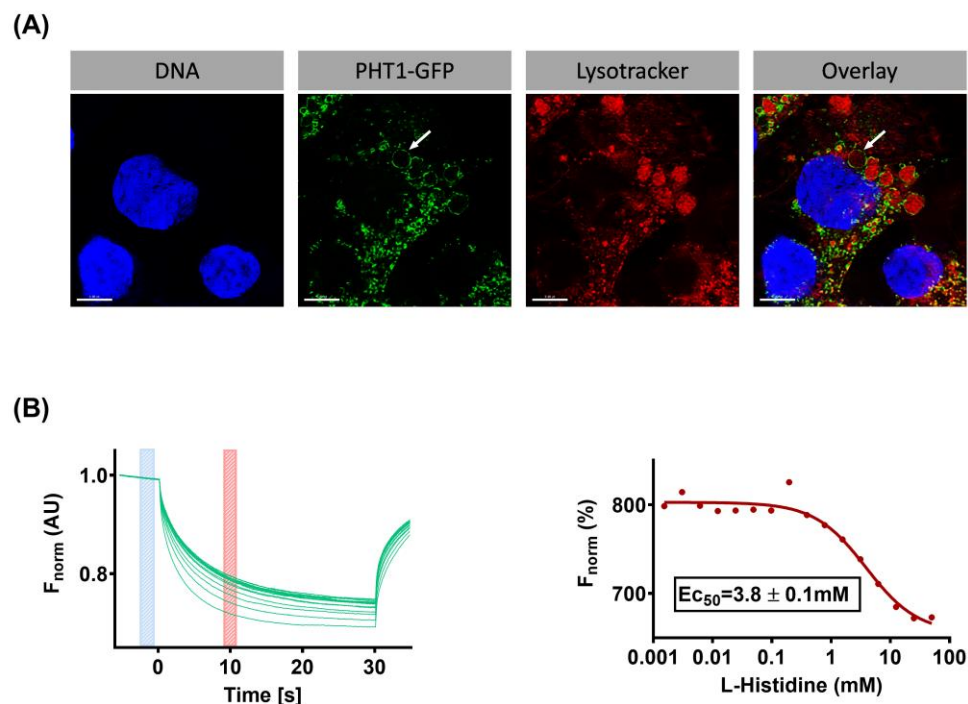 (A)
DNA
PHT1-GFP
Lysotracker
Overlay
(B)
1.0
0.8
F_norm (AU)
0
10
20
30
Time [s]
800
700
F_norm (%)
Ec₅₀=3.8 ± 0.1mM
0.001
0.01
0.1
1
10
100
L-Histidine (mM)